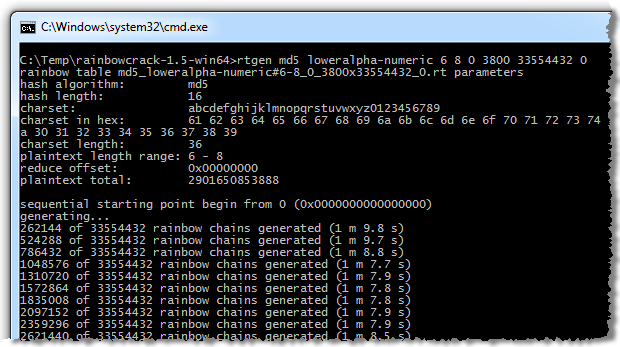 C:\Windows\system32\cmd.exe
C:\Temp\rainbowcrack-1.5-win64>rtgen md5 loweralpha-numeric 6 8 0 3800 33554432 0
rainbow table md5_loweralpha-numeric#6-8_0_3800x33554432_0.rt parameters
hash algorithm: md5
hash length: 16
charset: abcdefghijklmnopqrstuvwxyz0123456789
charset in hex: 61 62 63 64 65 66 67 68 69 6a 6b 6c 6d 6e 6f 70 71 72 73 74
a 30 31 32 33 34 35 36 37 38 39
charset length: 36
plaintext length range: 6 - 8
reduce offset: 0x00000000
plaintext total: 2901650853888
sequential starting point begin from 0 (0x0000000000000000)
generating...
262144 of 33554432 rainbow chains generated (1 m 9.8 s)
524288 of 33554432 rainbow chains generated (1 m 9.7 s)
786432 of 33554432 rainbow chains generated (1 m 8.8 s)
1048576 of 33554432 rainbow chains generated (1 m 7.7 s)
1310720 of 33554432 rainbow chains generated (1 m 7.9 s)
1572864 of 33554432 rainbow chains generated (1 m 7.8 s)
1835008 of 33554432 rainbow chains generated (1 m 7.8 s)
2097152 of 33554432 rainbow chains generated (1 m 7.9 s)
2359296 of 33554432 rainbow chains generated (1 m 7.9 s)
2621440 of 33554432 rainbow chains generated (1 m 8.5 s)